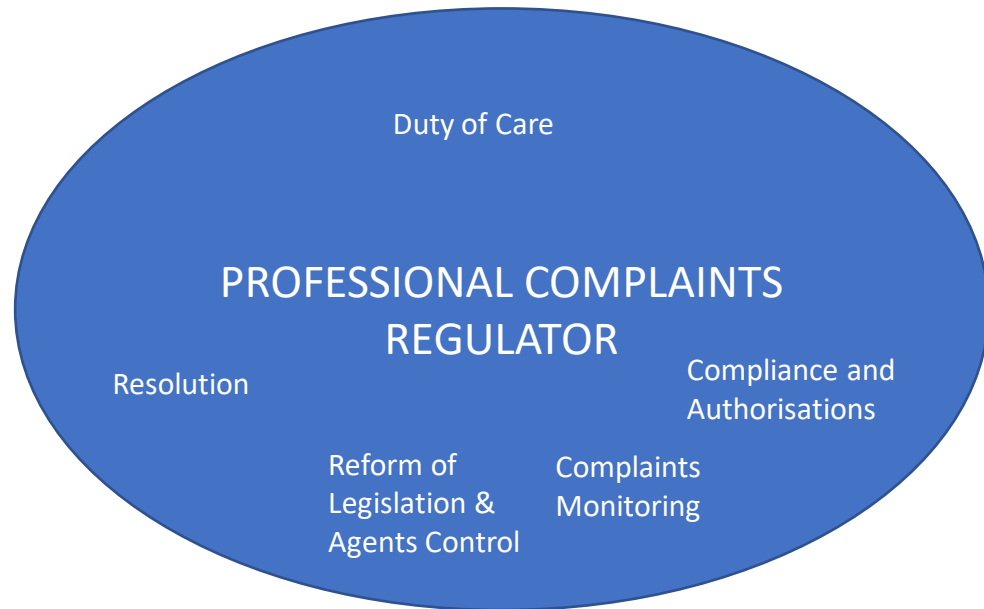 Duty of Care
PROFESSIONAL COMPLAINTS
REGULATOR
Resolution
Compliance and
Authorisations
Reform of
Legislation &
Agents Control
Complaints
Monitoring